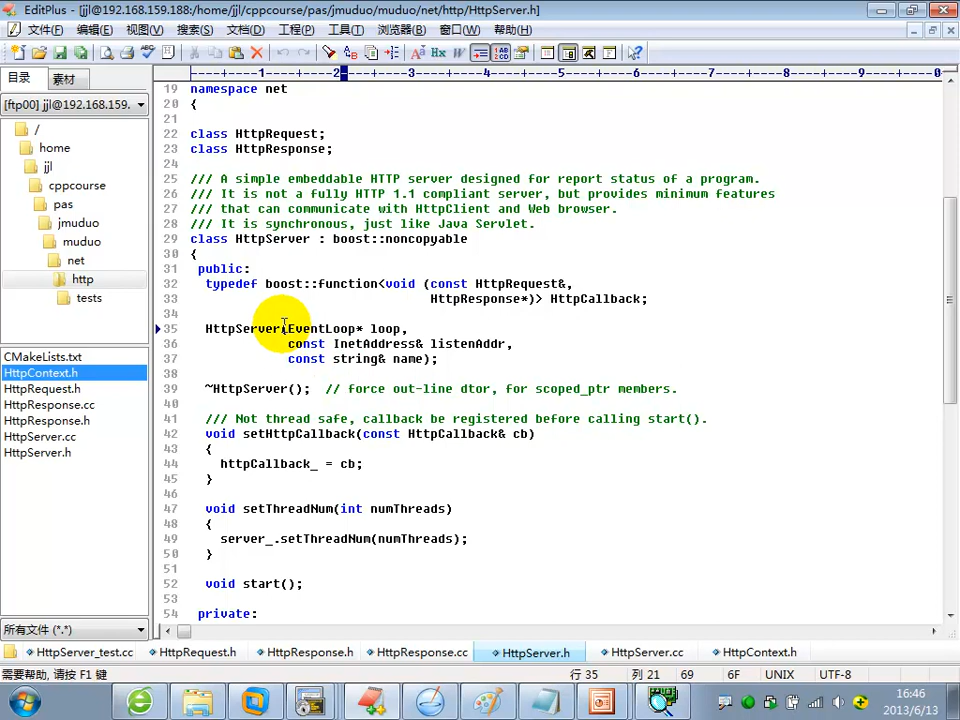 EditPlus - [jjl@192.168.159.188:/home/jjl/cppcourse/pas/jmuduo/muduo/net/http/HttpServer.h]
文件(F) 编辑(E) 视图(V) 搜索(S) 文档(D) 工程(P) 工具(T) 浏览器(B) 窗口(W) 帮助(H)
目录 素材
[ftp00] jjl@192.168.159.
/
home
jjl
cppcourse
pas
jmuduo
muduo
net
http
tests
CMakeLists.txt
HttpContext.h
HttpRequest.h
HttpResponse.cc
HttpResponse.h
HttpServer.cc
HttpServer.h
所有文件 (*.*)
----+----1----+----2----+----3----+----4----+----5----+----6----+----7----+----8----+----9----+----0
19 namespace net
20 {
21
22 class HttpRequest;
23 class HttpResponse;
24
25 /// A simple embeddable HTTP server designed for report status of a program.
26 /// It is not a fully HTTP 1.1 compliant server, but provides minimum features
27 /// that can communicate with HttpClient and Web browser.
28 /// It is synchronous, just like Java Servlet.
29 class HttpServer : boost::noncopyable
30 {
31  public:
32   typedef boost::function<void (const HttpRequest&,
33                                 HttpResponse*)> HttpCallback;
34
35   HttpServer(EventLoop* loop,
36              const InetAddress& listenAddr,
37              const string& name);
38
39   ~HttpServer();  // force out-line dtor, for scoped_ptr members.
40
41   /// Not thread safe, callback be registered before calling start().
42   void setHttpCallback(const HttpCallback& cb)
43   {
44     httpCallback_ = cb;
45   }
46
47   void setThreadNum(int numThreads)
48   {
49     server_.setThreadNum(numThreads);
50   }
51
52   void start();
53
54  private:
HttpServer_test.cc HttpRequest.h HttpResponse.h HttpResponse.cc HttpServer.h HttpServer.cc HttpContext.h
需要帮助, 请按 F1 键 行 35 列 21 69 6F UNIX UTF-8
16:46
2013/6/13